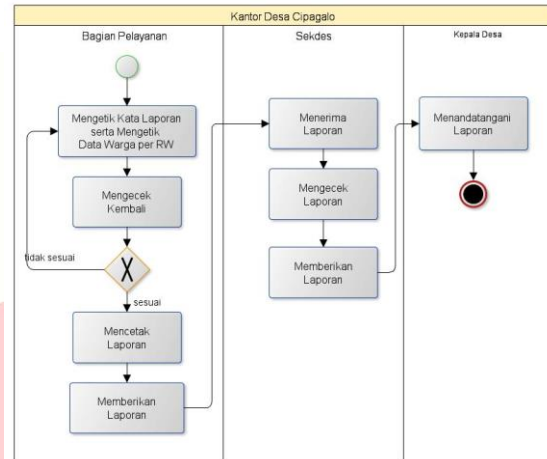 Kantor Desa Cipagalo
Bagian Pelayanan
Sekdes
Kepala Desa
Mengetik Kata Laporan
serta Mengetik
Data Warga per RW
Mengecek
Kembali
tidak sesuai
X
sesuai
Mencetak
Laporan
Memberikan
Laporan
Menerima
Laporan
Mengecek
Laporan
Memberikan
Laporan
Menandatangani
Laporan